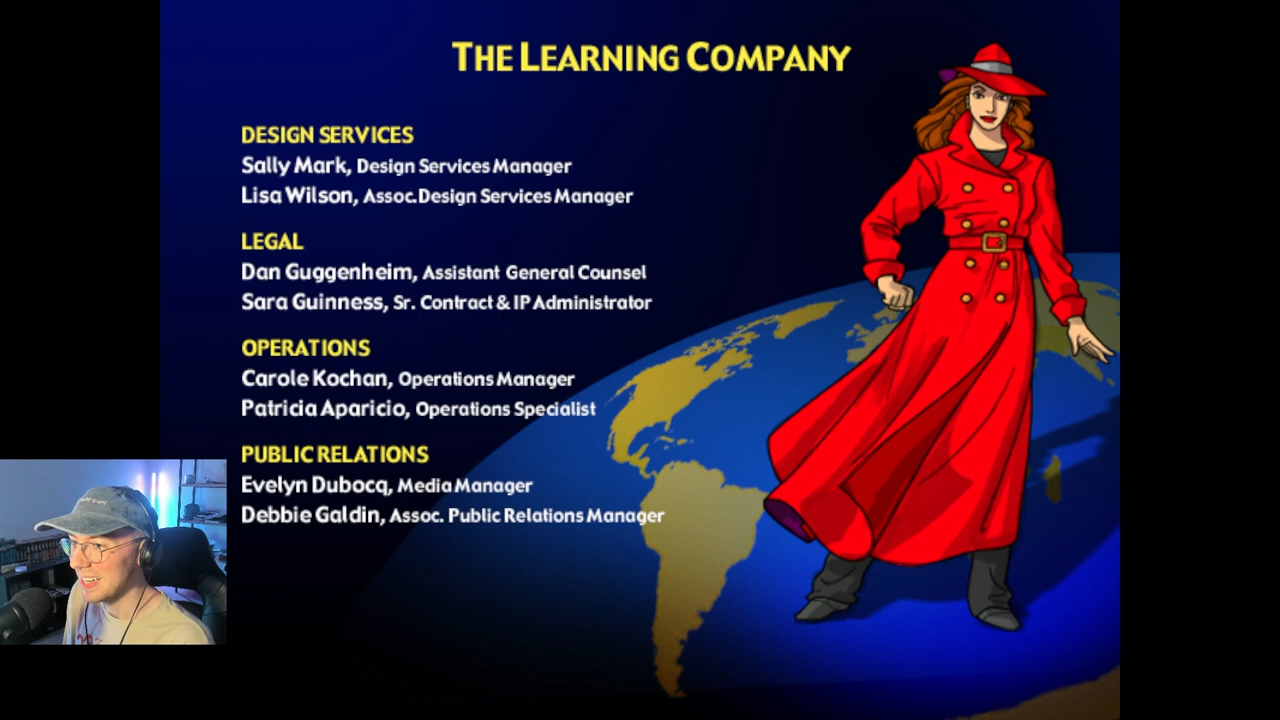 THE LEARNING COMPANY
DESIGN SERVICES
Sally Mark, Design Services Manager
Lisa Wilson, Assoc.Design Services Manager
LEGAL
Dan Guggenheim, Assistant General Counsel
Sara Guinness, Sr. Contract & IP Administrator
OPERATIONS
Carole Kochan, Operations Manager
Patricia Aparicio, Operations Specialist
PUBLIC RELATIONS
Evelyn Dubocq, Media Manager
Debbie Galdin, Assoc. Public Relations Manager